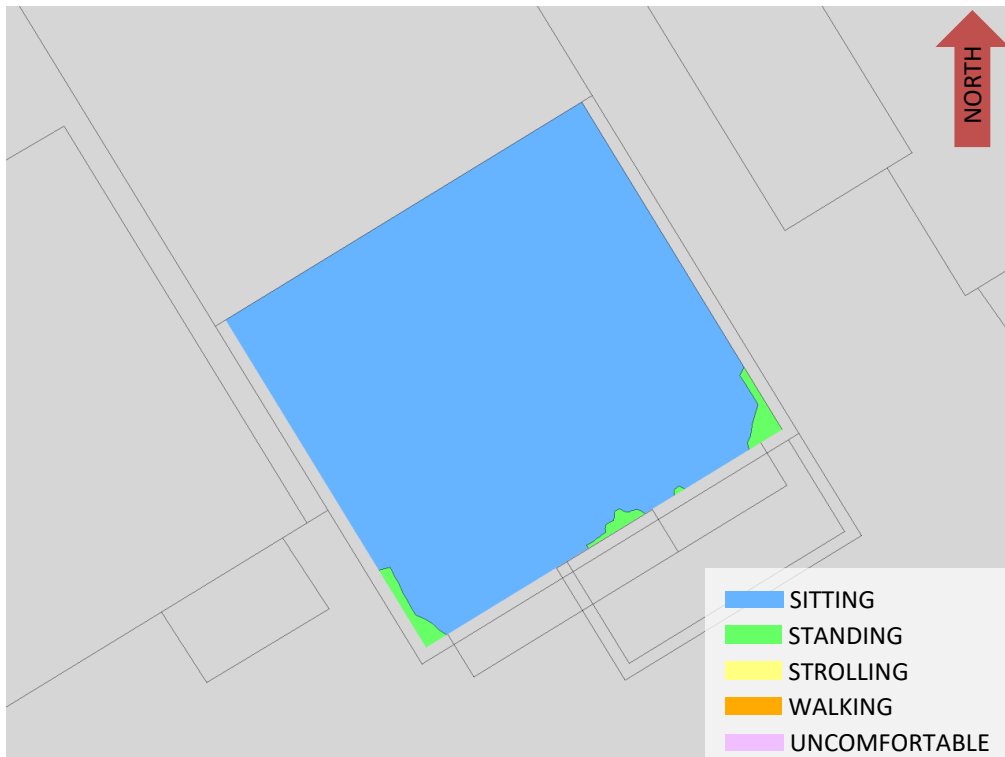 NORTH
SITTING
STANDING
STROLLING
WALKING
UNCOMFORTABLE